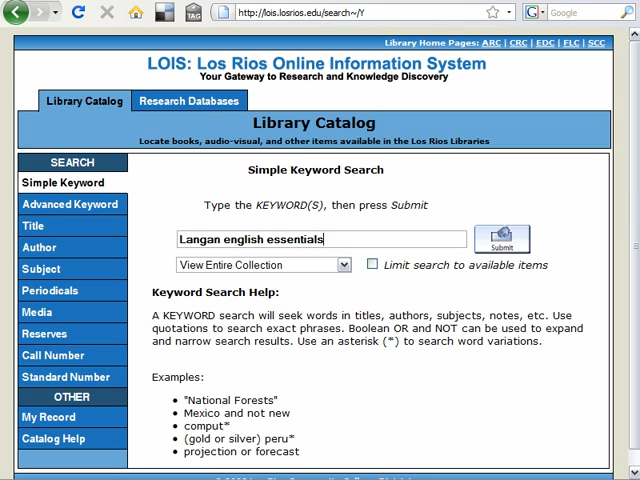 http://lois.losrios.edu/search~/Y
Google
TAG
Library Home Pages: ARC | CRC | EDC | FLC | SCC
LOIS: Los Rios Online Information System
Your Gateway to Research and Knowledge Discovery
Library Catalog
Research Databases
Library Catalog
Locate books, audio-visual, and other items available in the Los Rios Libraries
SEARCH
Simple Keyword
Advanced Keyword
Title
Author
Subject
Periodicals
Media
Reserves
Call Number
Standard Number
OTHER
My Record
Catalog Help
Simple Keyword Search
Type the KEYWORD(S), then press Submit
Langan english essentials
Submit
View Entire Collection
Limit search to available items
Keyword Search Help:
A KEYWORD search will seek words in titles, authors, subjects, notes, etc. Use
quotations to search exact phrases. Boolean OR and NOT can be used to expand
and narrow search results. Use an asterisk (*) to search word variations.
Examples:
• "National Forests"
• Mexico and not new
• comput*
• (gold or silver) peru*
• projection or forecast